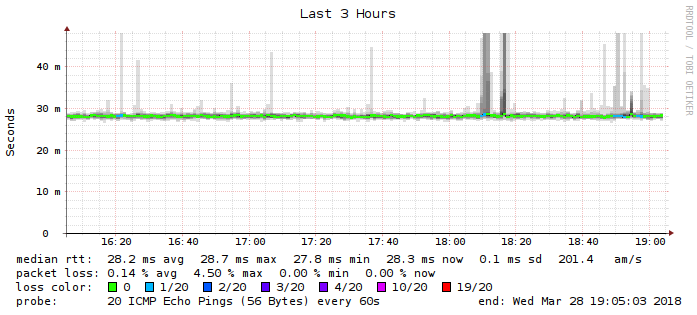 Last 3 Hours
RRDTOOL / TOBI OETIKER
Seconds
40 m
30 m
20 m
10 m
0
16:20 16:40 17:00 17:20 17:40 18:00 18:20 18:40 19:00
median rtt: 28.2 ms avg 28.7 ms max 27.8 ms min 28.3 ms now 0.1 ms sd 201.4 am/s
packet loss: 0.14 % avg 4.50 % max 0.00 % min 0.00 % now
loss color: 0 1/20 2/20 3/20 4/20 10/20 19/20
probe: 20 ICMP Echo Pings (56 Bytes) every 60s end: Wed Mar 28 19:05:03 2018